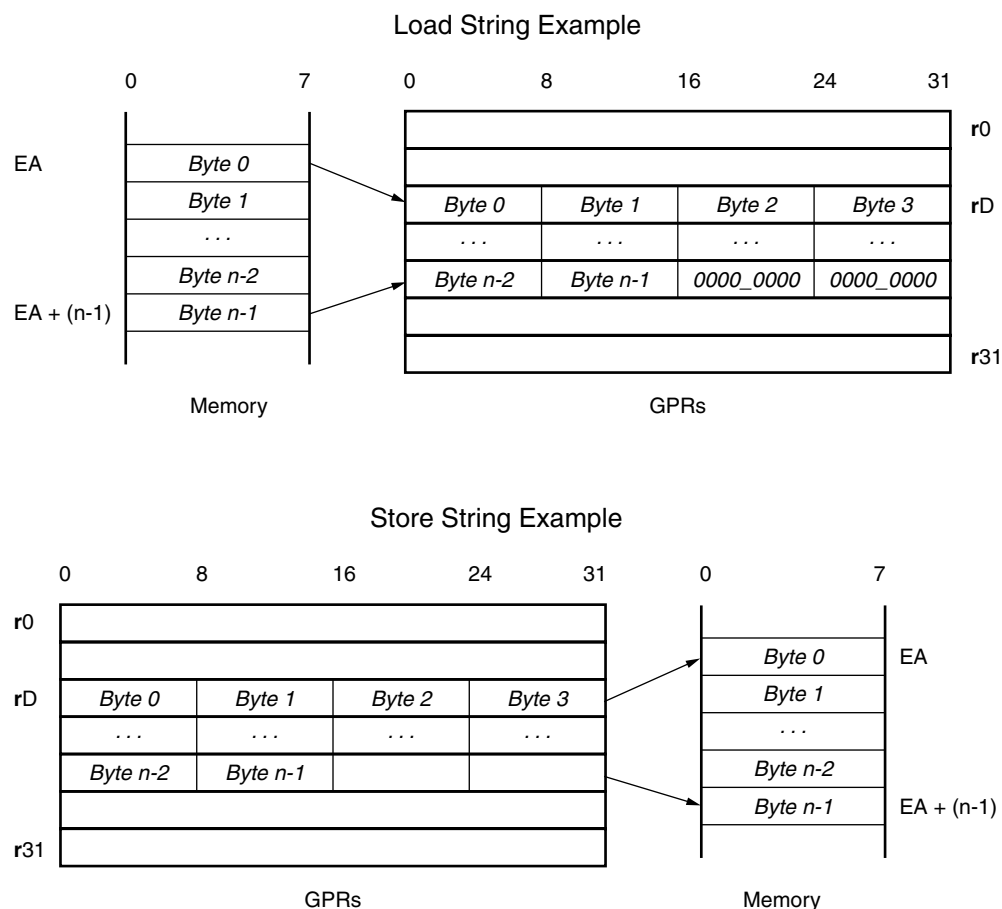 Load String Example
0 7 0 8 16 24 31
r0
EA Byte 0
Byte 1 Byte 0 Byte 1 Byte 2 Byte 3 rD
. . . . . . . . . . . . . . .
Byte n-2 Byte n-2 Byte n-1 0000_0000 0000_0000
EA + (n-1) Byte n-1
r31
Memory GPRs
Store String Example
0 8 16 24 31 0 7
r0
Byte 0 EA
rD Byte 0 Byte 1 Byte 2 Byte 3 Byte 1
. . . . . . . . . . . . . . .
Byte n-2 Byte n-1 Byte n-2
Byte n-1 EA + (n-1)
r31
GPRs Memory